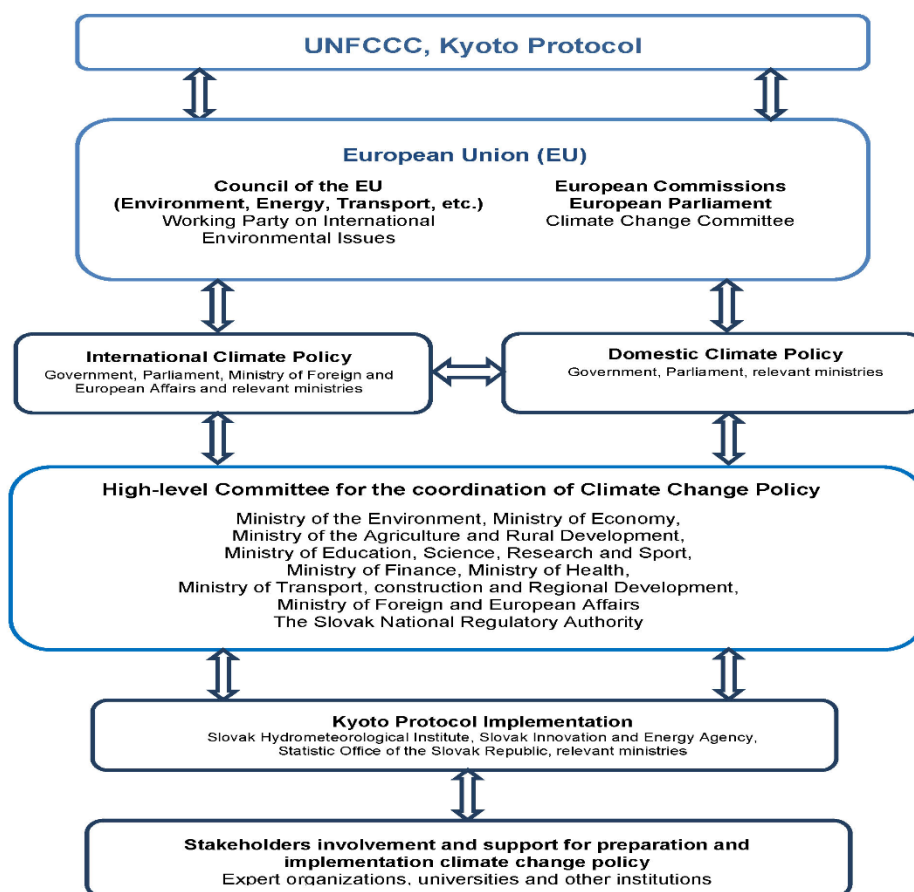 UNFCCC, Kyoto Protocol
European Union (EU)
Council of the EU
(Environment, Energy, Transport, etc.)
Working Party on International
Environmental Issues
European Commissions
European Parliament
Climate Change Committee
International Climate Policy
Government, Parliament, Ministry of Foreign and
European Affairs and relevant ministries
Domestic Climate Policy
Government, Parliament, relevant ministries
High-level Committee for the coordination of Climate Change Policy
Ministry of the Environment, Ministry of Economy,
Ministry of the Agriculture and Rural Development,
Ministry of Education, Science, Research and Sport,
Ministry of Finance, Ministry of Health,
Ministry of Transport, construction and Regional Development,
Ministry of Foreign and European Affairs
The Slovak National Regulatory Authority
Kyoto Protocol Implementation
Slovak Hydrometeorological Institute, Slovak Innovation and Energy Agency,
Statistic Office of the Slovak Republic, relevant ministries
Stakeholders involvement and support for preparation and
implementation climate change policy
Expert organizations, universities and other institutions